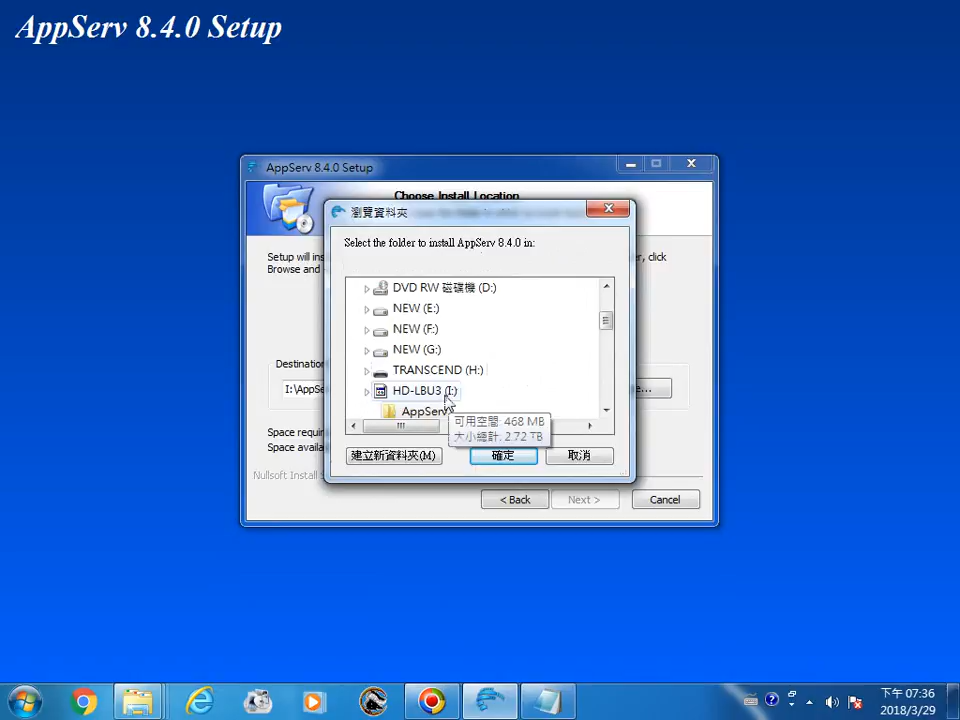 AppServ 8.4.0 Setup
AppServ 8.4.0 Setup
Choose Install Location
瀏覽資料夾
Select the folder to install AppServ 8.4.0 in:
Setup will ins
er, click
Browse and
DVD RW 磁碟機 (D:)
NEW (E:)
NEW (F:)
NEW (G:)
TRANSCEND (H:)
HD-LBU3 (I:)
AppServ
Destination
I:\AppSe
e...
可用空間: 468 MB
大小總計: 2.72 TB
Space requir
Space availa
建立新資料夾(M)
確定
取消
Nullsoft Install S
< Back
Next >
Cancel
下午 07:36
2018/3/29